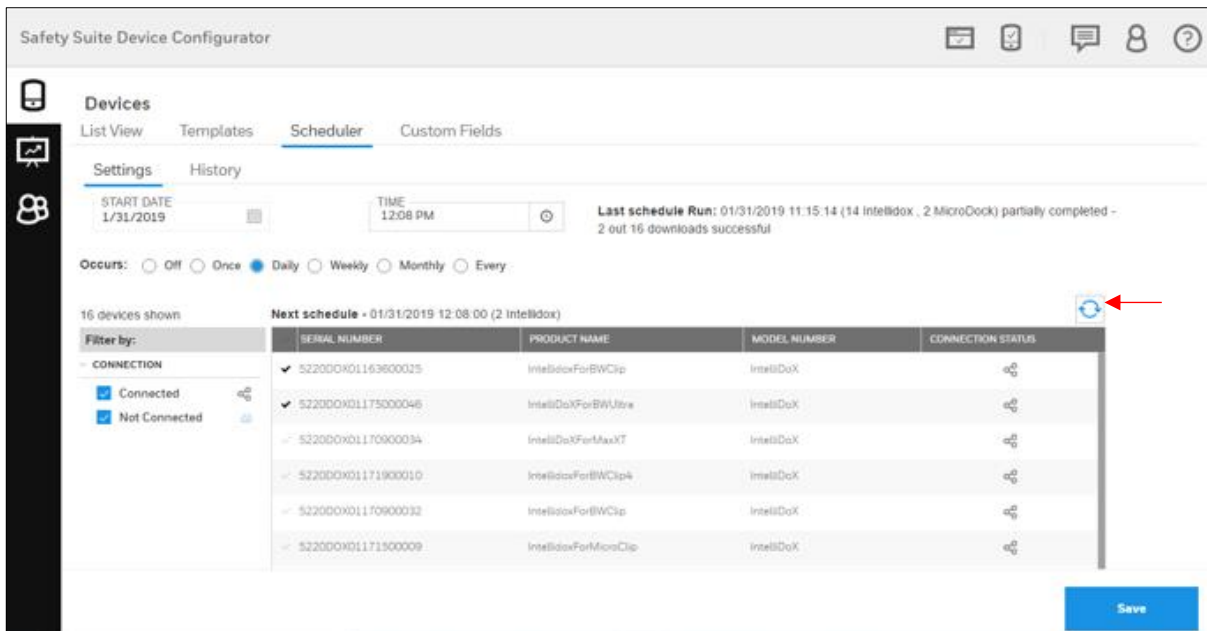 Safety Suite Device Configurator
Devices
List View Templates Scheduler Custom Fields
Settings History
START DATE
1/31/2019
TIME
12:08 PM
Last schedule Run: 01/31/2019 11:15:14 (14 Intellidox , 2 MicroDock) partially completed -
2 out 16 downloads successful
Occurs: Off Once Daily Weekly Monthly Every
16 devices shown
Next schedule - 01/31/2019 12:08:00 (2 Intellidox)
Filter by:
SERIAL NUMBER PRODUCT NAME MODEL NUMBER CONNECTION STATUS
CONNECTION
Connected
Not Connected
5220DOX01163600025 IntellidoxForBWClip IntelliDoX
5220DOX01175000046 IntelliDoXForBWUltra IntelliDoX
5220DOX01170900034 IntelliDoXForMaxXT IntelliDoX
5220DOX01171900010 IntellidoxForBWClip4 IntelliDoX
5220DOX01170900032 IntellidoxForBWClip IntelliDoX
5220DOX01171500009 IntellidoxForMicroClip IntelliDoX
Save